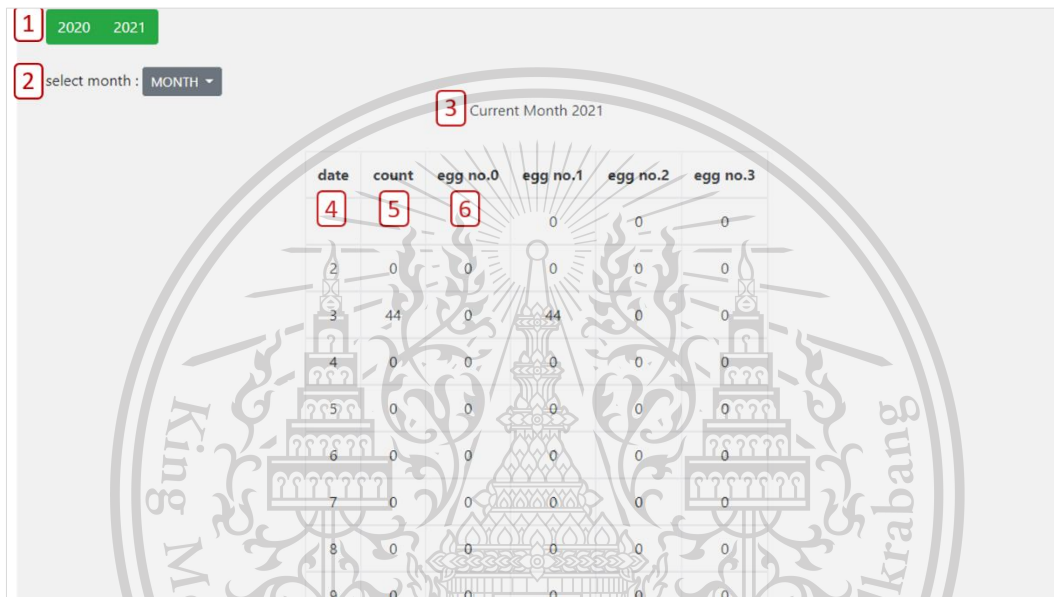 1 2020 2021
2 select month : MONTH
3 Current Month 2021
date count egg no.0 egg no.1 egg no.2 egg no.3
4 5 6 0 0 0
2 0 0 0 0 0
3 44 0 44 0 0
4 0 0 0 0 0
5 0 0 0 0 0
6 0 0 0 0 0
7 0 0 0 0 0
8 0 0 0 0 0
9 0 0 0 0 0
King M
krabang